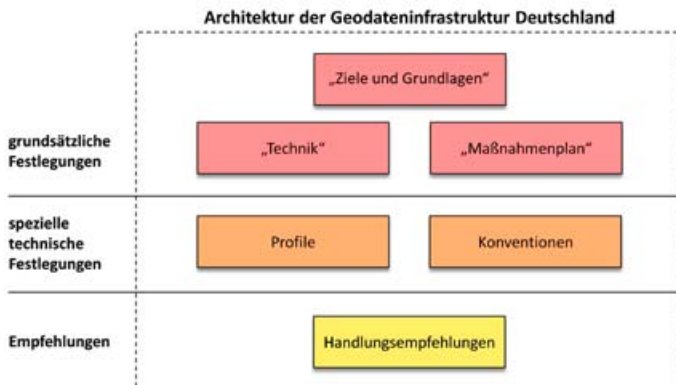 Architektur der Geodateninfrastruktur Deutschland
„Ziele und Grundlagen“
grundsätzliche
Festlegungen
„Technik“
„Maßnahmenplan“
spezielle
technische
Festlegungen
Profile
Konventionen
Empfehlungen
Handlungsempfehlungen